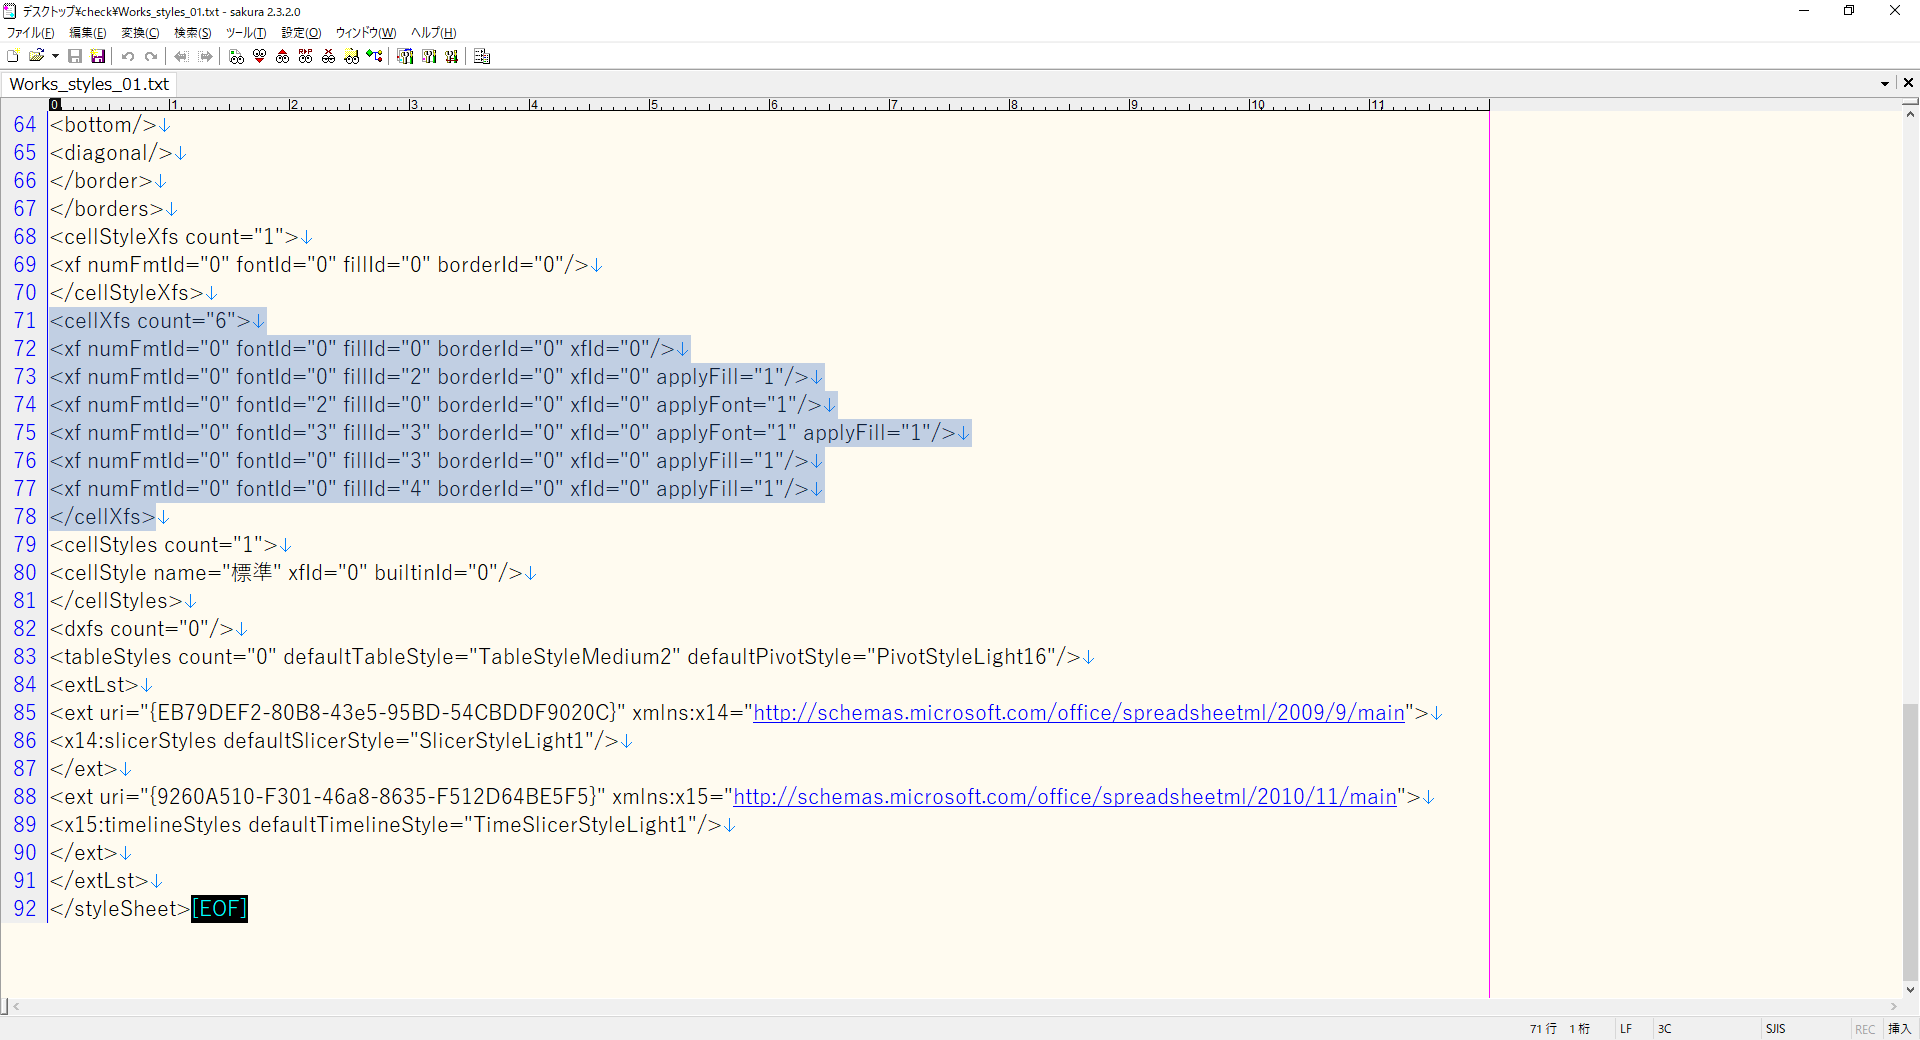 デスクトップ¥check¥Works_styles_01.txt - sakura 2.3.2.0
ファイル(F) 編集(E) 変換(C) 検索(S) ツール(T) 設定(O) ウィンドウ(W) ヘルプ(H)
Works_styles_01.txt
0 1 2 3 4 5 6 7 8 9 10 11
64 <bottom/>↓
65 <diagonal/>↓
66 </border>↓
67 </borders>↓
68 <cellStyleXfs count="1">↓
69 <xf numFmtId="0" fontId="0" fillId="0" borderId="0"/>↓
70 </cellStyleXfs>↓
71 <cellXfs count="6">↓
72 <xf numFmtId="0" fontId="0" fillId="0" borderId="0" xfId="0"/>↓
73 <xf numFmtId="0" fontId="0" fillId="2" borderId="0" xfId="0" applyFill="1"/>↓
74 <xf numFmtId="0" fontId="2" fillId="0" borderId="0" xfId="0" applyFont="1"/>↓
75 <xf numFmtId="0" fontId="3" fillId="3" borderId="0" xfId="0" applyFont="1" applyFill="1"/>↓
76 <xf numFmtId="0" fontId="0" fillId="3" borderId="0" xfId="0" applyFill="1"/>↓
77 <xf numFmtId="0" fontId="0" fillId="4" borderId="0" xfId="0" applyFill="1"/>↓
78 </cellXfs>↓
79 <cellStyles count="1">↓
80 <cellStyle name="標準" xfId="0" builtinId="0"/>↓
81 </cellStyles>↓
82 <dxfs count="0"/>↓
83 <tableStyles count="0" defaultTableStyle="TableStyleMedium2" defaultPivotStyle="PivotStyleLight16"/>↓
84 <extLst>↓
85 <ext uri="{EB79DEF2-80B8-43e5-95BD-54CBDDF9020C}" xmlns:x14="http://schemas.microsoft.com/office/spreadsheetml/2009/9/main">↓
86 <x14:slicerStyles defaultSlicerStyle="SlicerStyleLight1"/>↓
87 </ext>↓
88 <ext uri="{9260A510-F301-46a8-8635-F512D64BE5F5}" xmlns:x15="http://schemas.microsoft.com/office/spreadsheetml/2010/11/main">↓
89 <x15:timelineStyles defaultTimelineStyle="TimeSlicerStyleLight1"/>↓
90 </ext>↓
91 </extLst>↓
92 </styleSheet>[EOF]
71 行 1 桁 LF 3C SJIS REC 挿入